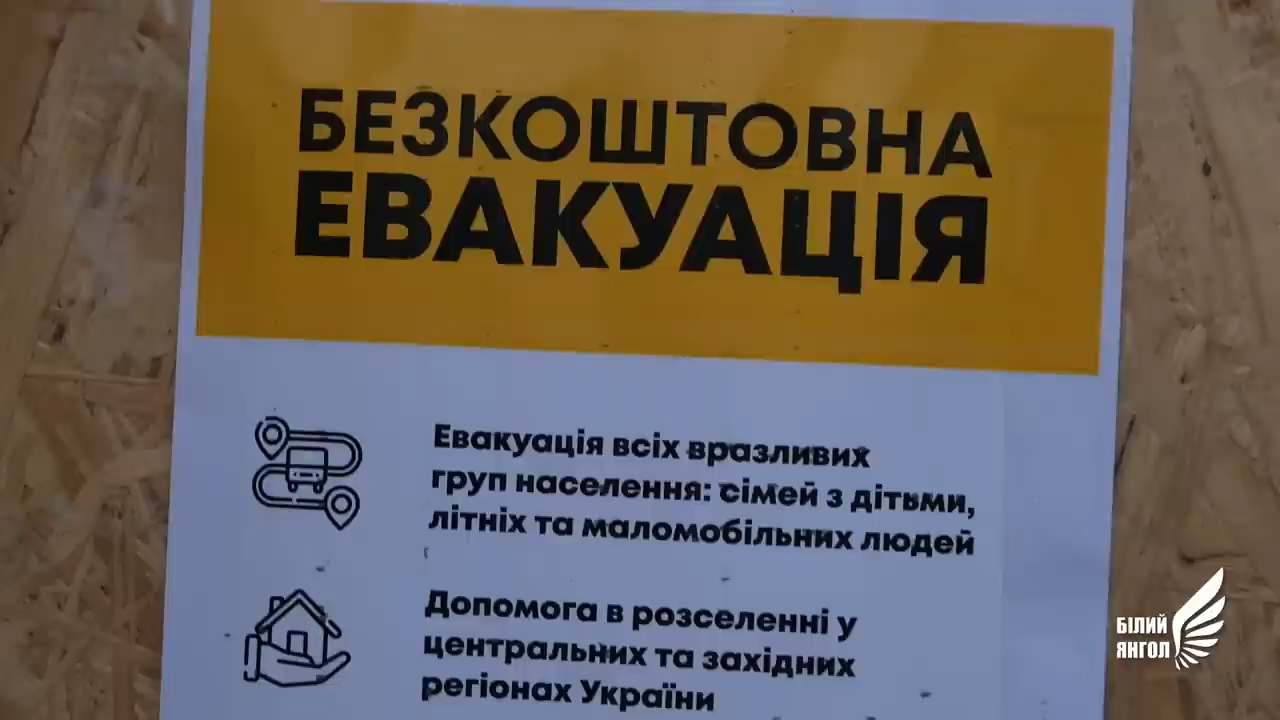 БЕЗКОШТОВНА
ЕВАКУАЦІЯ
Евакуація всіх вразливих
груп населення: сімей з дітьми,
літніх та маломобільних людей
Допомога в розселенні у
центральних та західних
регіонах України
БІЛИЙ
ЯНГОЛ